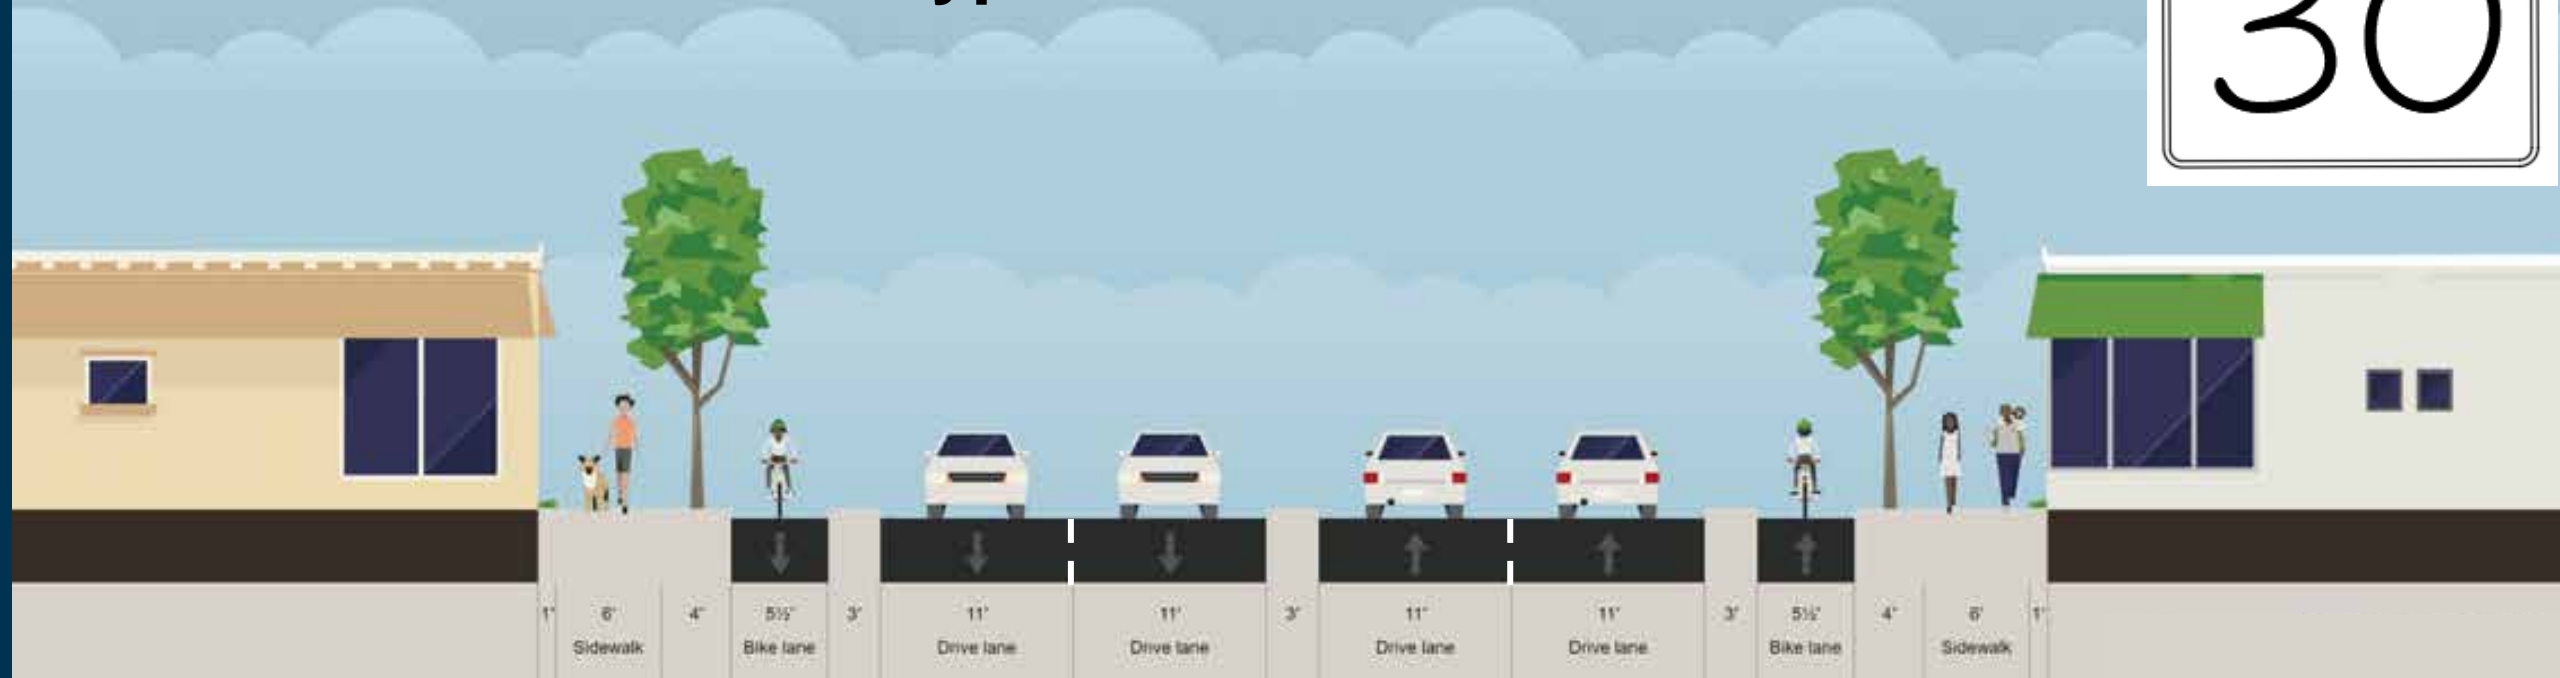 30
1' 6' 4' 5½' 3' 11' 11' 3' 11' 11' 3' 5½' 4' 6' 1'
Sidewalk Bike lane Drive lane Drive lane Drive lane Drive lane Bike lane Sidewalk